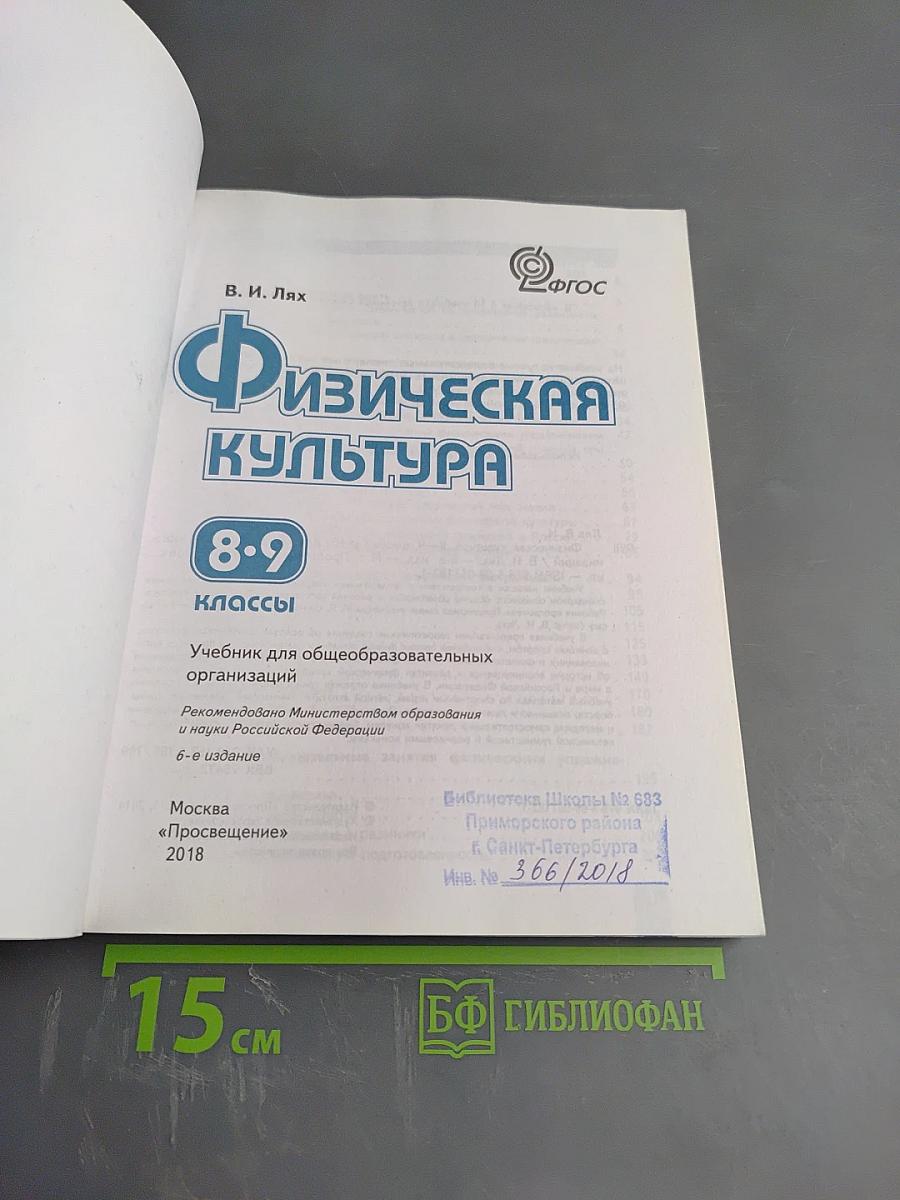 ФГОС
В. И. Лях
Физическая
культура
8•9
классы
Учебник для общеобразовательных
организаций
Рекомендовано Министерством образования
и науки Российской Федерации
6-е издание
Москва
«Просвещение»
2018
Библиотека Школы № 683
Приморского района
г. Санкт-Петербурга
Инв. № 366/2018
15 см
БФ БИБЛИОФАН